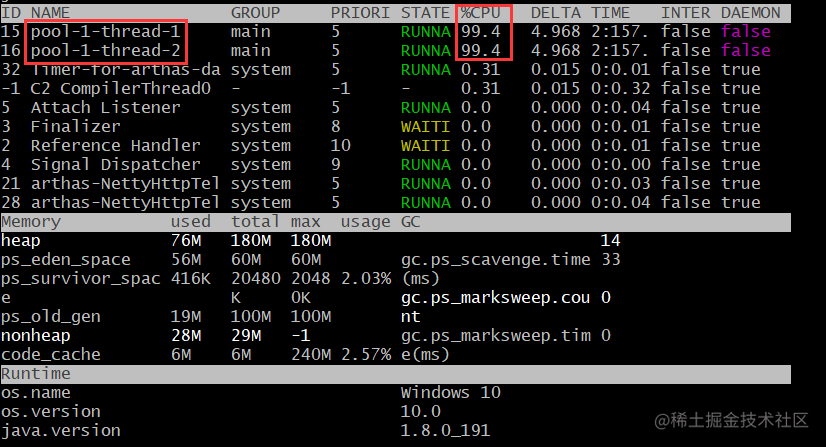 ID NAME GROUP PRIORI STATE %CPU DELTA TIME INTER DAEMON
15 pool-1-thread-1 main 5 RUNNA 99.4 4.968 2:157. false false
16 pool-1-thread-2 main 5 RUNNA 99.4 4.968 2:157. false false
32 Timer-for-arthas-da system 5 RUNNA 0.31 0.015 0:0.01 false true
-1 C2 CompilerThread0 - -1 - 0.31 0.015 0:0.32 false true
5 Attach Listener system 5 RUNNA 0.0 0.000 0:0.04 false true
3 Finalizer system 8 WAITI 0.0 0.000 0:0.01 false true
2 Reference Handler system 10 WAITI 0.0 0.000 0:0.01 false true
4 Signal Dispatcher system 9 RUNNA 0.0 0.000 0:0.00 false true
21 arthas-NettyHttpTel system 5 RUNNA 0.0 0.000 0:0.03 false true
28 arthas-NettyHttpTel system 5 RUNNA 0.0 0.000 0:0.04 false true
Memory used total max usage GC
heap 76M 180M 180M 14
ps_eden_space 56M 60M 60M gc.ps_scavenge.time 33
ps_survivor_spac 416K 20480 2048 2.03% (ms)
e K 0K gc.ps_marksweep.cou 0
ps_old_gen 19M 100M 100M nt
nonheap 28M 29M -1 gc.ps_marksweep.tim 0
code_cache 6M 6M 240M 2.57% e(ms)
Runtime
os.name Windows 10
os.version 10.0
java.version 1.8.0_191
@稀土掘金技术社区